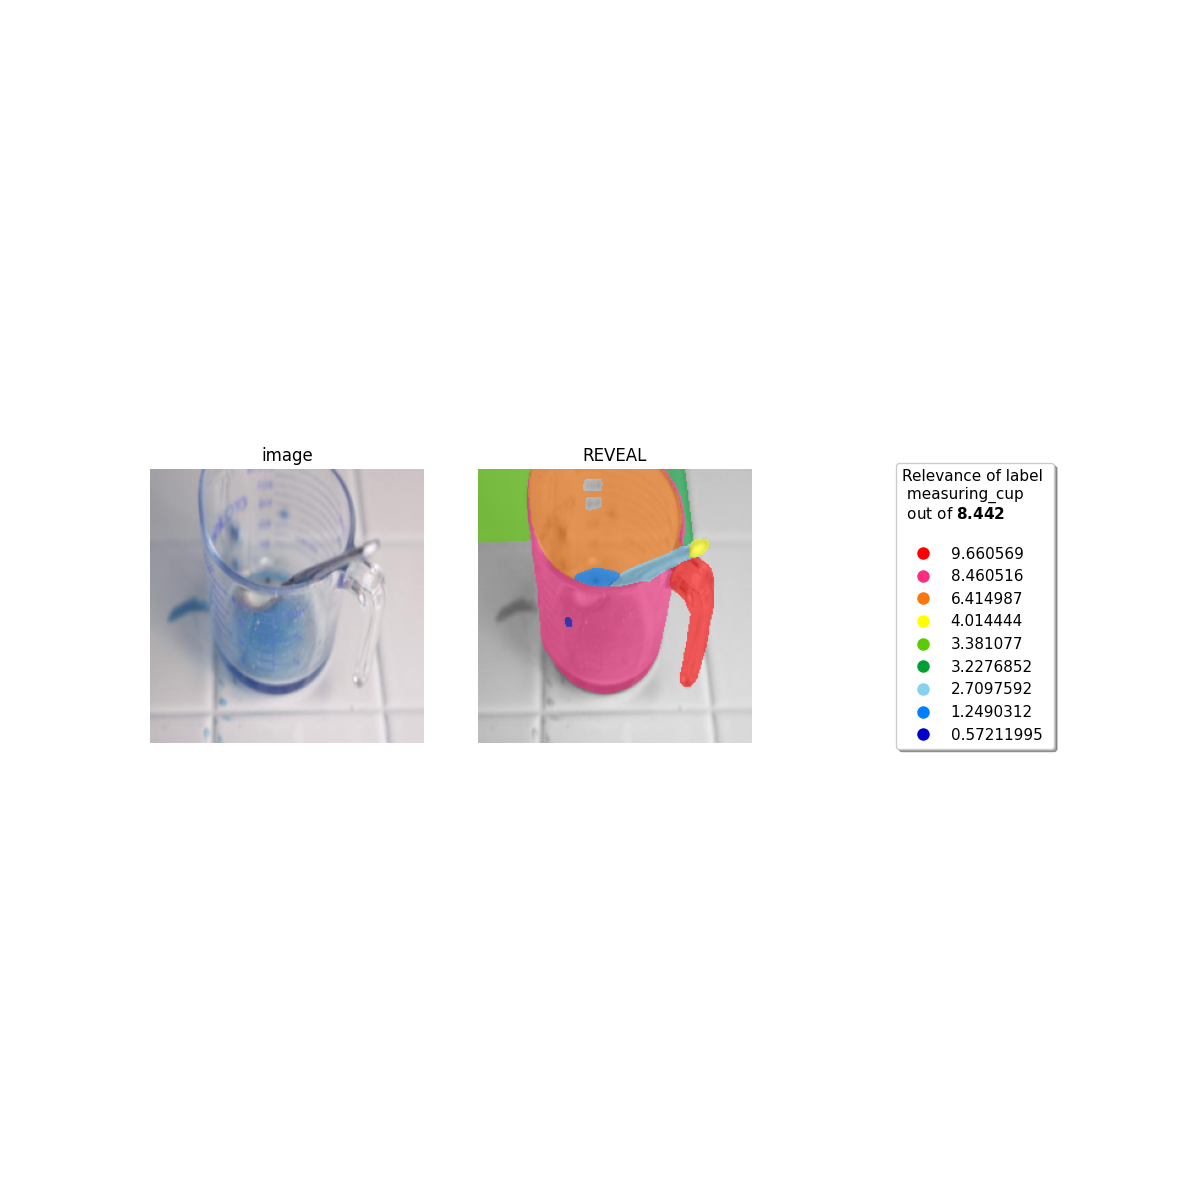 image
REVEAL
Relevance of label
measuring_cup
out of 8.442
9.660569
8.460516
6.414987
4.014444
3.381077
3.2276852
2.7097592
1.2490312
0.57211995